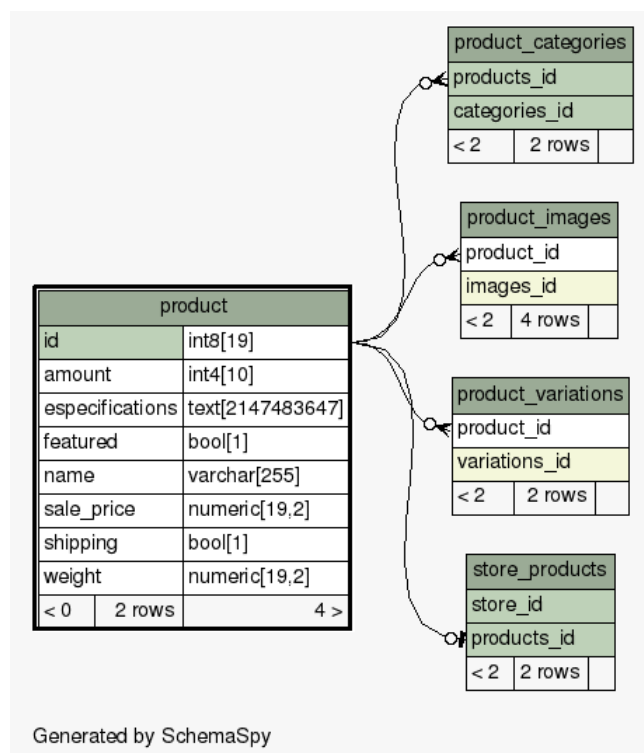 product_categories
products_id
categories_id
< 2 2 rows
product_images
product_id
images_id
< 2 4 rows
product
id int8[19]
amount int4[10]
especifications text[2147483647]
featured bool[1]
name varchar[255]
sale_price numeric[19,2]
shipping bool[1]
weight numeric[19,2]
< 0 2 rows 4 >
product_variations
product_id
variations_id
< 2 2 rows
store_products
store_id
products_id
< 2 2 rows
Generated by SchemaSpy